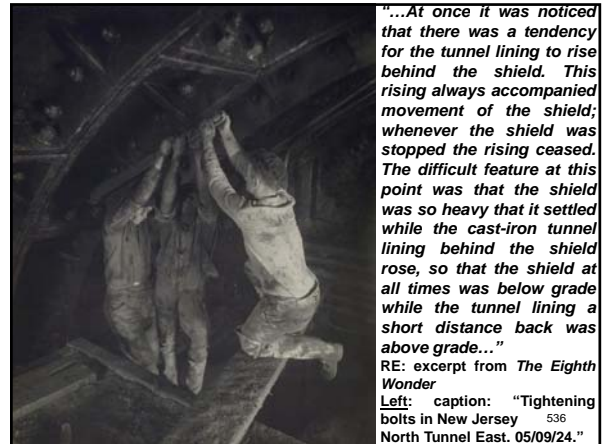 “…At once it was noticed
that there was a tendency
for the tunnel lining to rise
behind the shield. This
rising always accompanied
movement of the shield;
whenever the shield was
stopped the rising ceased.
The difficult feature at this
point was that the shield
was so heavy that it settled
while the cast-iron tunnel
lining behind the shield
rose, so that the shield at
all times was below grade
while the tunnel lining a
short distance back was
above grade…”
RE: excerpt from The Eighth
Wonder
Left: caption: “Tightening
bolts in New Jersey 536
North Tunnel East. 05/09/24.”